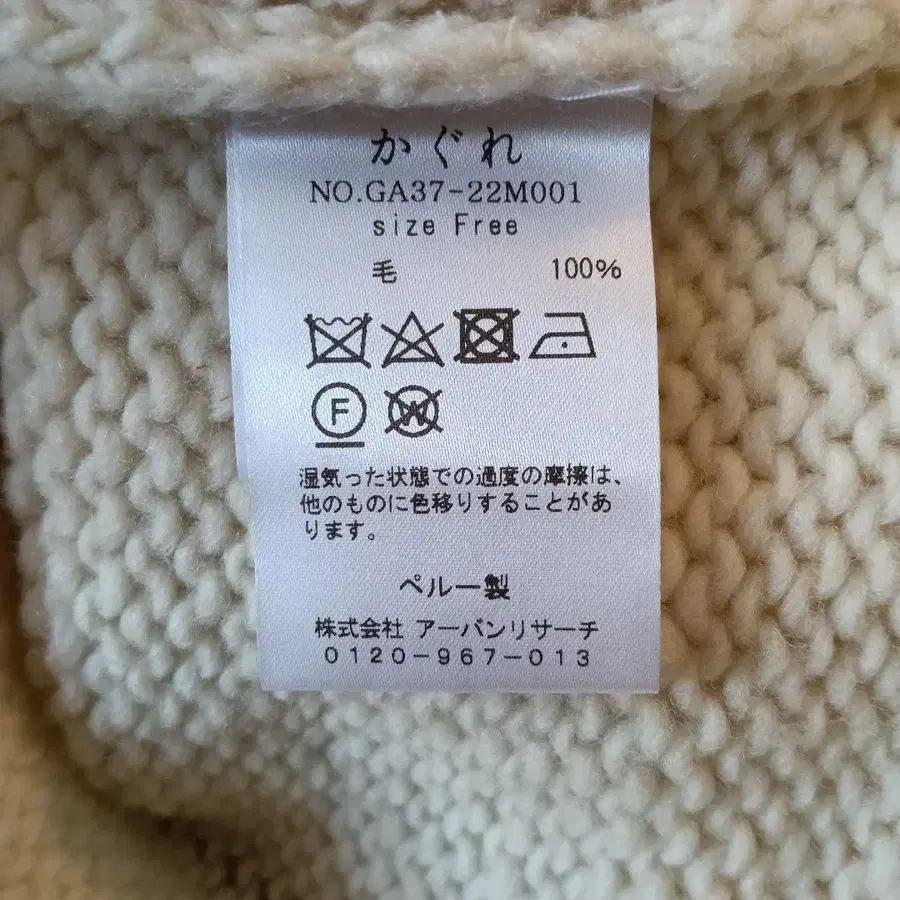 かぐれ
NO.GA37-22M001
size Free
毛 100%
F W
湿気った状態での過度の摩擦は、
他のものに色移りすることがあ
ります。
ペルー製
株式会社 アーバンリサーチ
0120-967-013